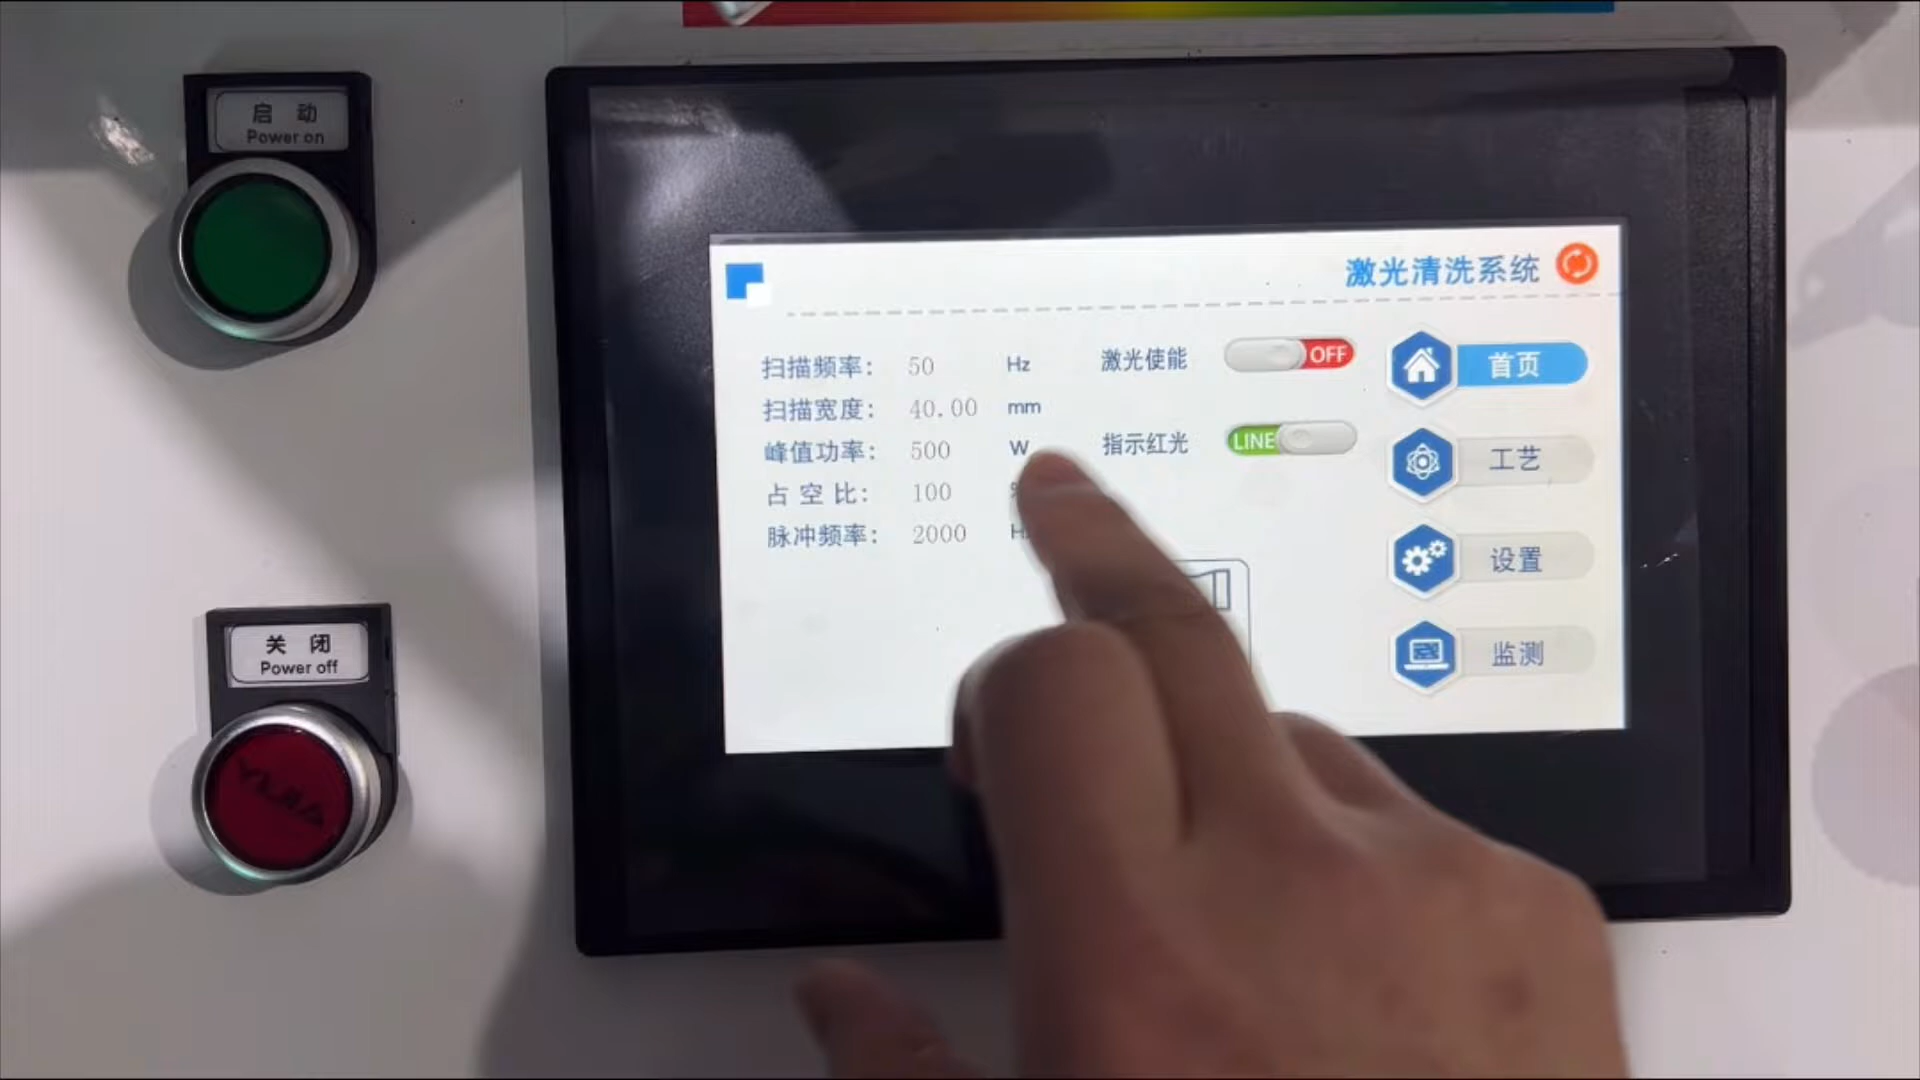 启 动
Power on
关 闭
Power off
激光清洗系统
扫描频率： 50 Hz
扫描宽度： 40.00 mm
峰值功率： 500 W
占 空 比： 100
脉冲频率： 2000
激光使能 OFF
指示红光 LINE
首页
工艺
设置
监测